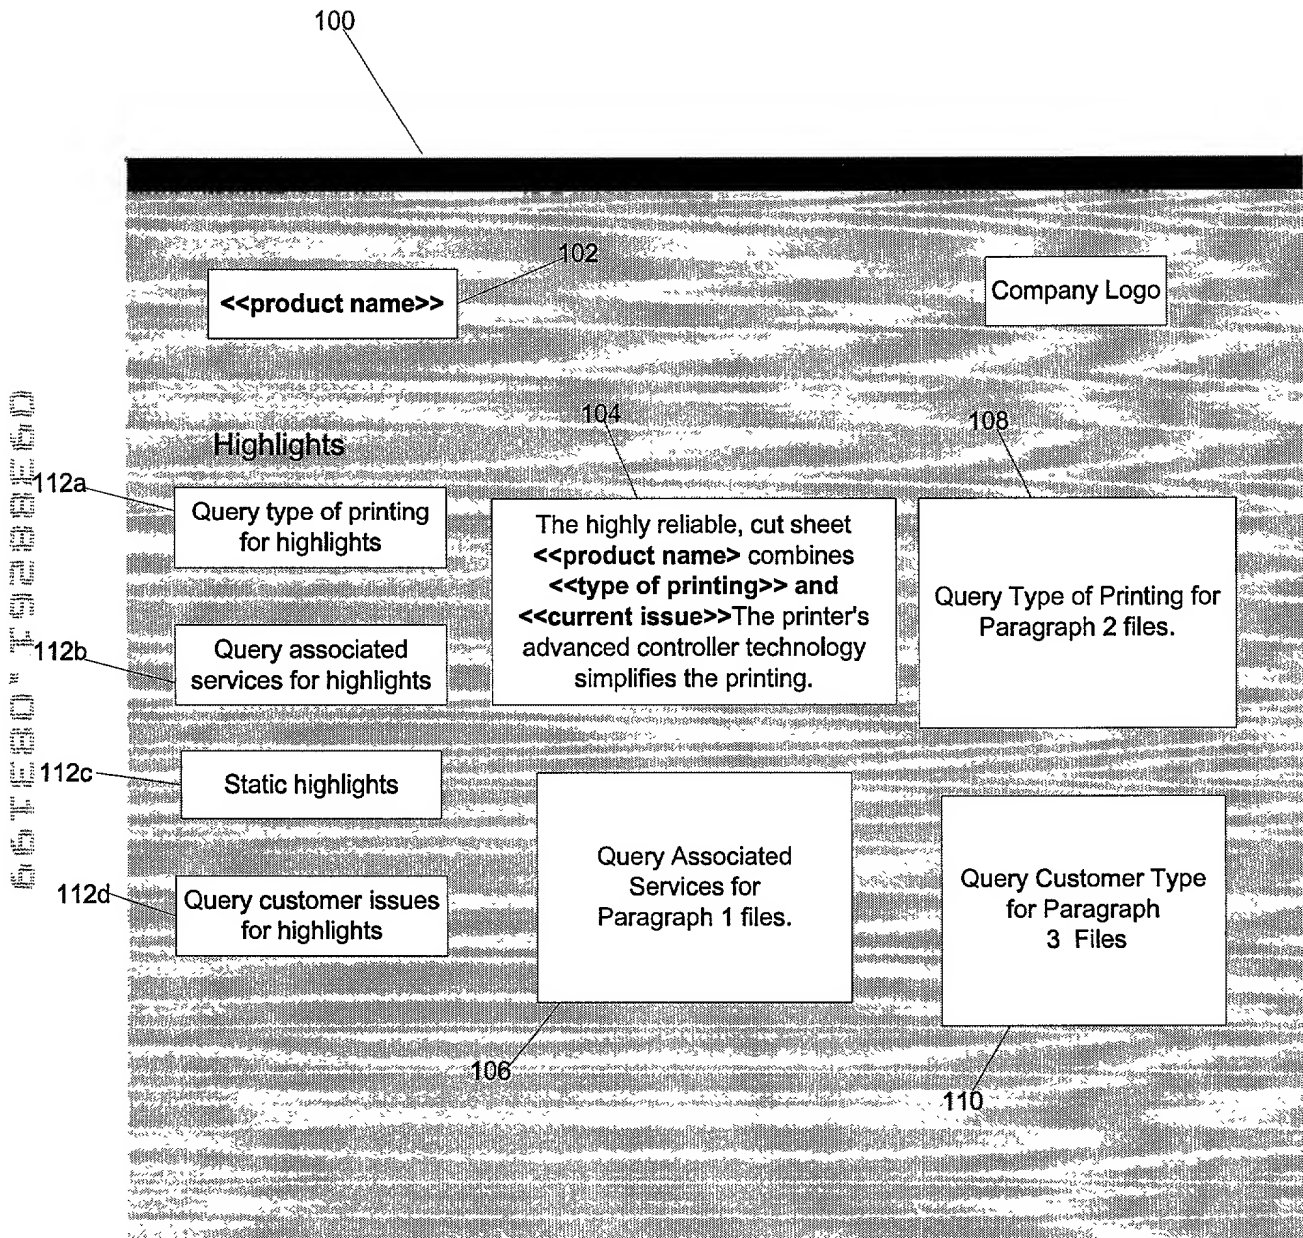 100
102
<<product name>>
Company Logo
104
108
Highlights
112a
Query type of printing
for highlights
The highly reliable, cut sheet
<<product name> combines
<<type of printing>> and
<<current issue>>The printer's
advanced controller technology
simplifies the printing.
Query Type of Printing for
Paragraph 2 files.
112b
Query associated
services for highlights
112c
Static highlights
Query Associated
Services for
Paragraph 1 files.
Query Customer Type
for Paragraph
3 Files
112d
Query customer issues
for highlights
106
110